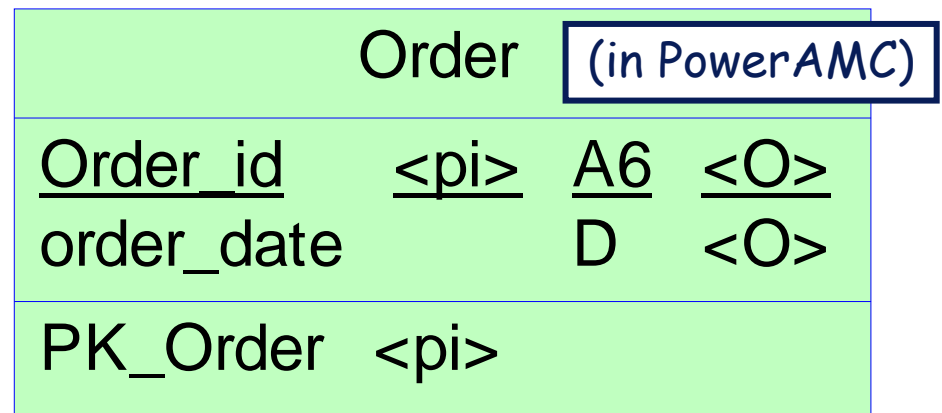 Order (in PowerAMC)
Order_id <pi> A6 <O>
order_date D <O>
PK_Order <pi>